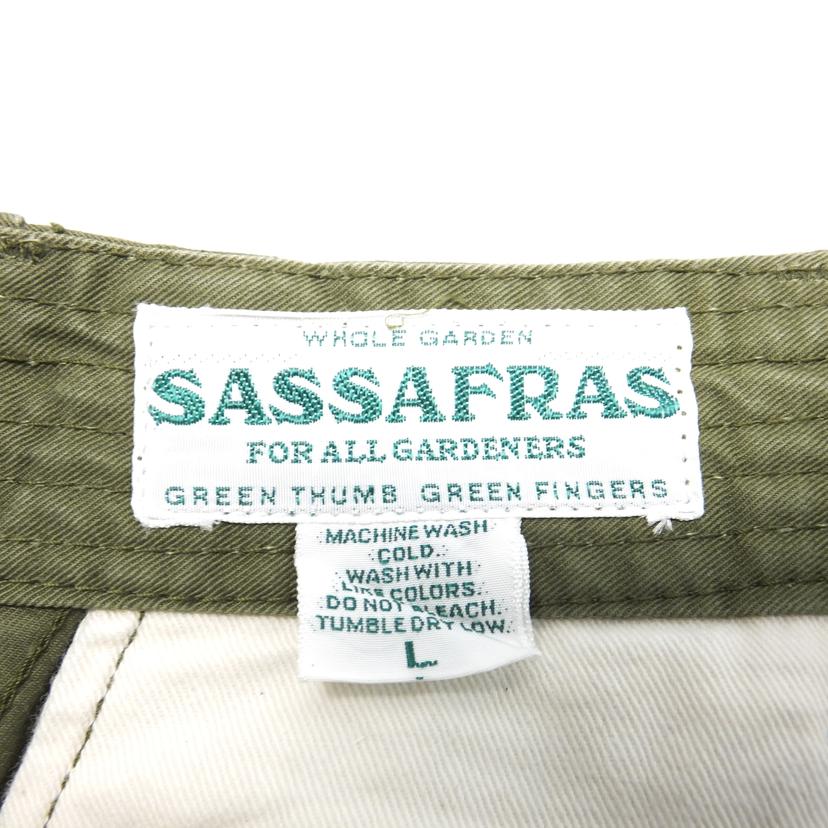 WHOLE GARDEN
SASSAFRAS
FOR ALL GARDENERS
GREEN THUMB GREEN FINGERS
MACHINE WASH
COLD.
WASH WITH
LIKE COLORS.
DO NOT BLEACH.
TUMBLE DRY LOW.
L